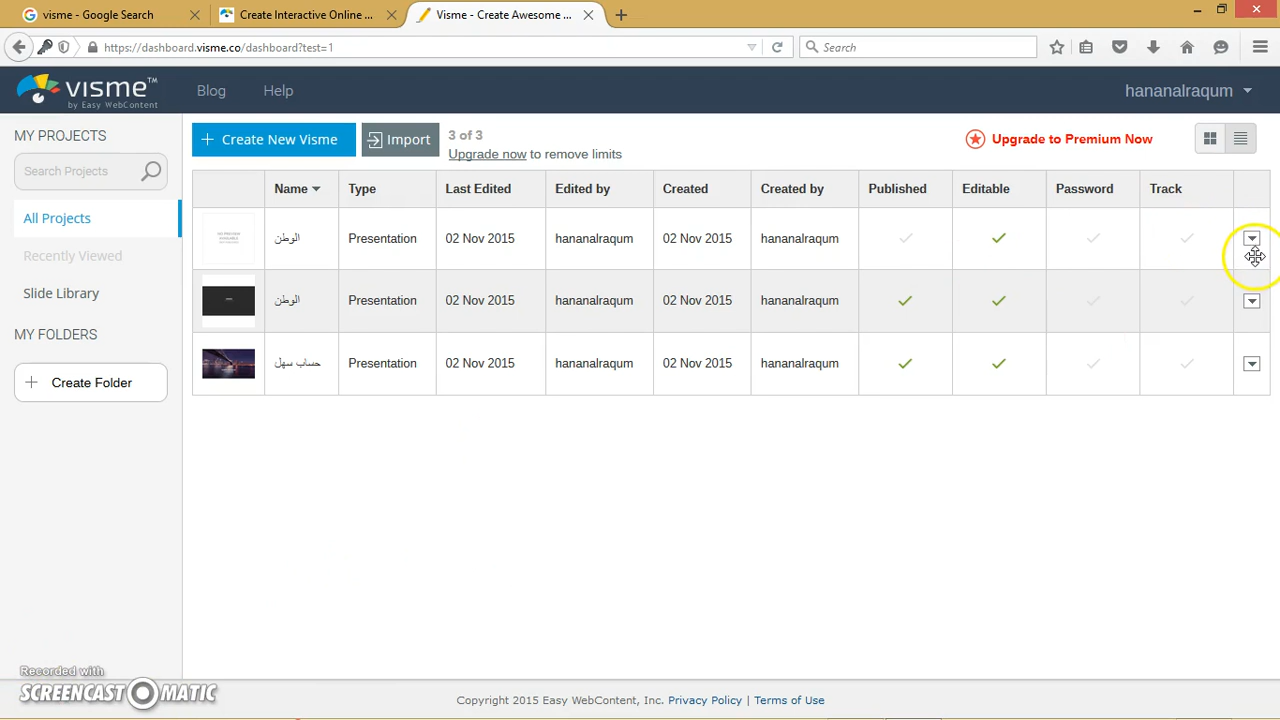 visme - Google Search
Create Interactive Online ...
Visme - Create Awesome ...
https://dashboard.visme.co/dashboard?test=1
Search
visme™
by Easy WebContent
Blog
Help
hananalraqum
MY PROJECTS
Search Projects
All Projects
Recently Viewed
Slide Library
MY FOLDERS
+ Create Folder
+ Create New Visme
Import
3 of 3
Upgrade now to remove limits
Upgrade to Premium Now
Name Type Last Edited Edited by Created Created by Published Editable Password Track
الوطن Presentation 02 Nov 2015 hananalraqum 02 Nov 2015 hananalraqum
الوطن Presentation 02 Nov 2015 hananalraqum 02 Nov 2015 hananalraqum
حساب سهل Presentation 02 Nov 2015 hananalraqum 02 Nov 2015 hananalraqum
Recorded with
SCREENCAST MATIC
Copyright 2015 Easy WebContent, Inc. Privacy Policy | Terms of Use